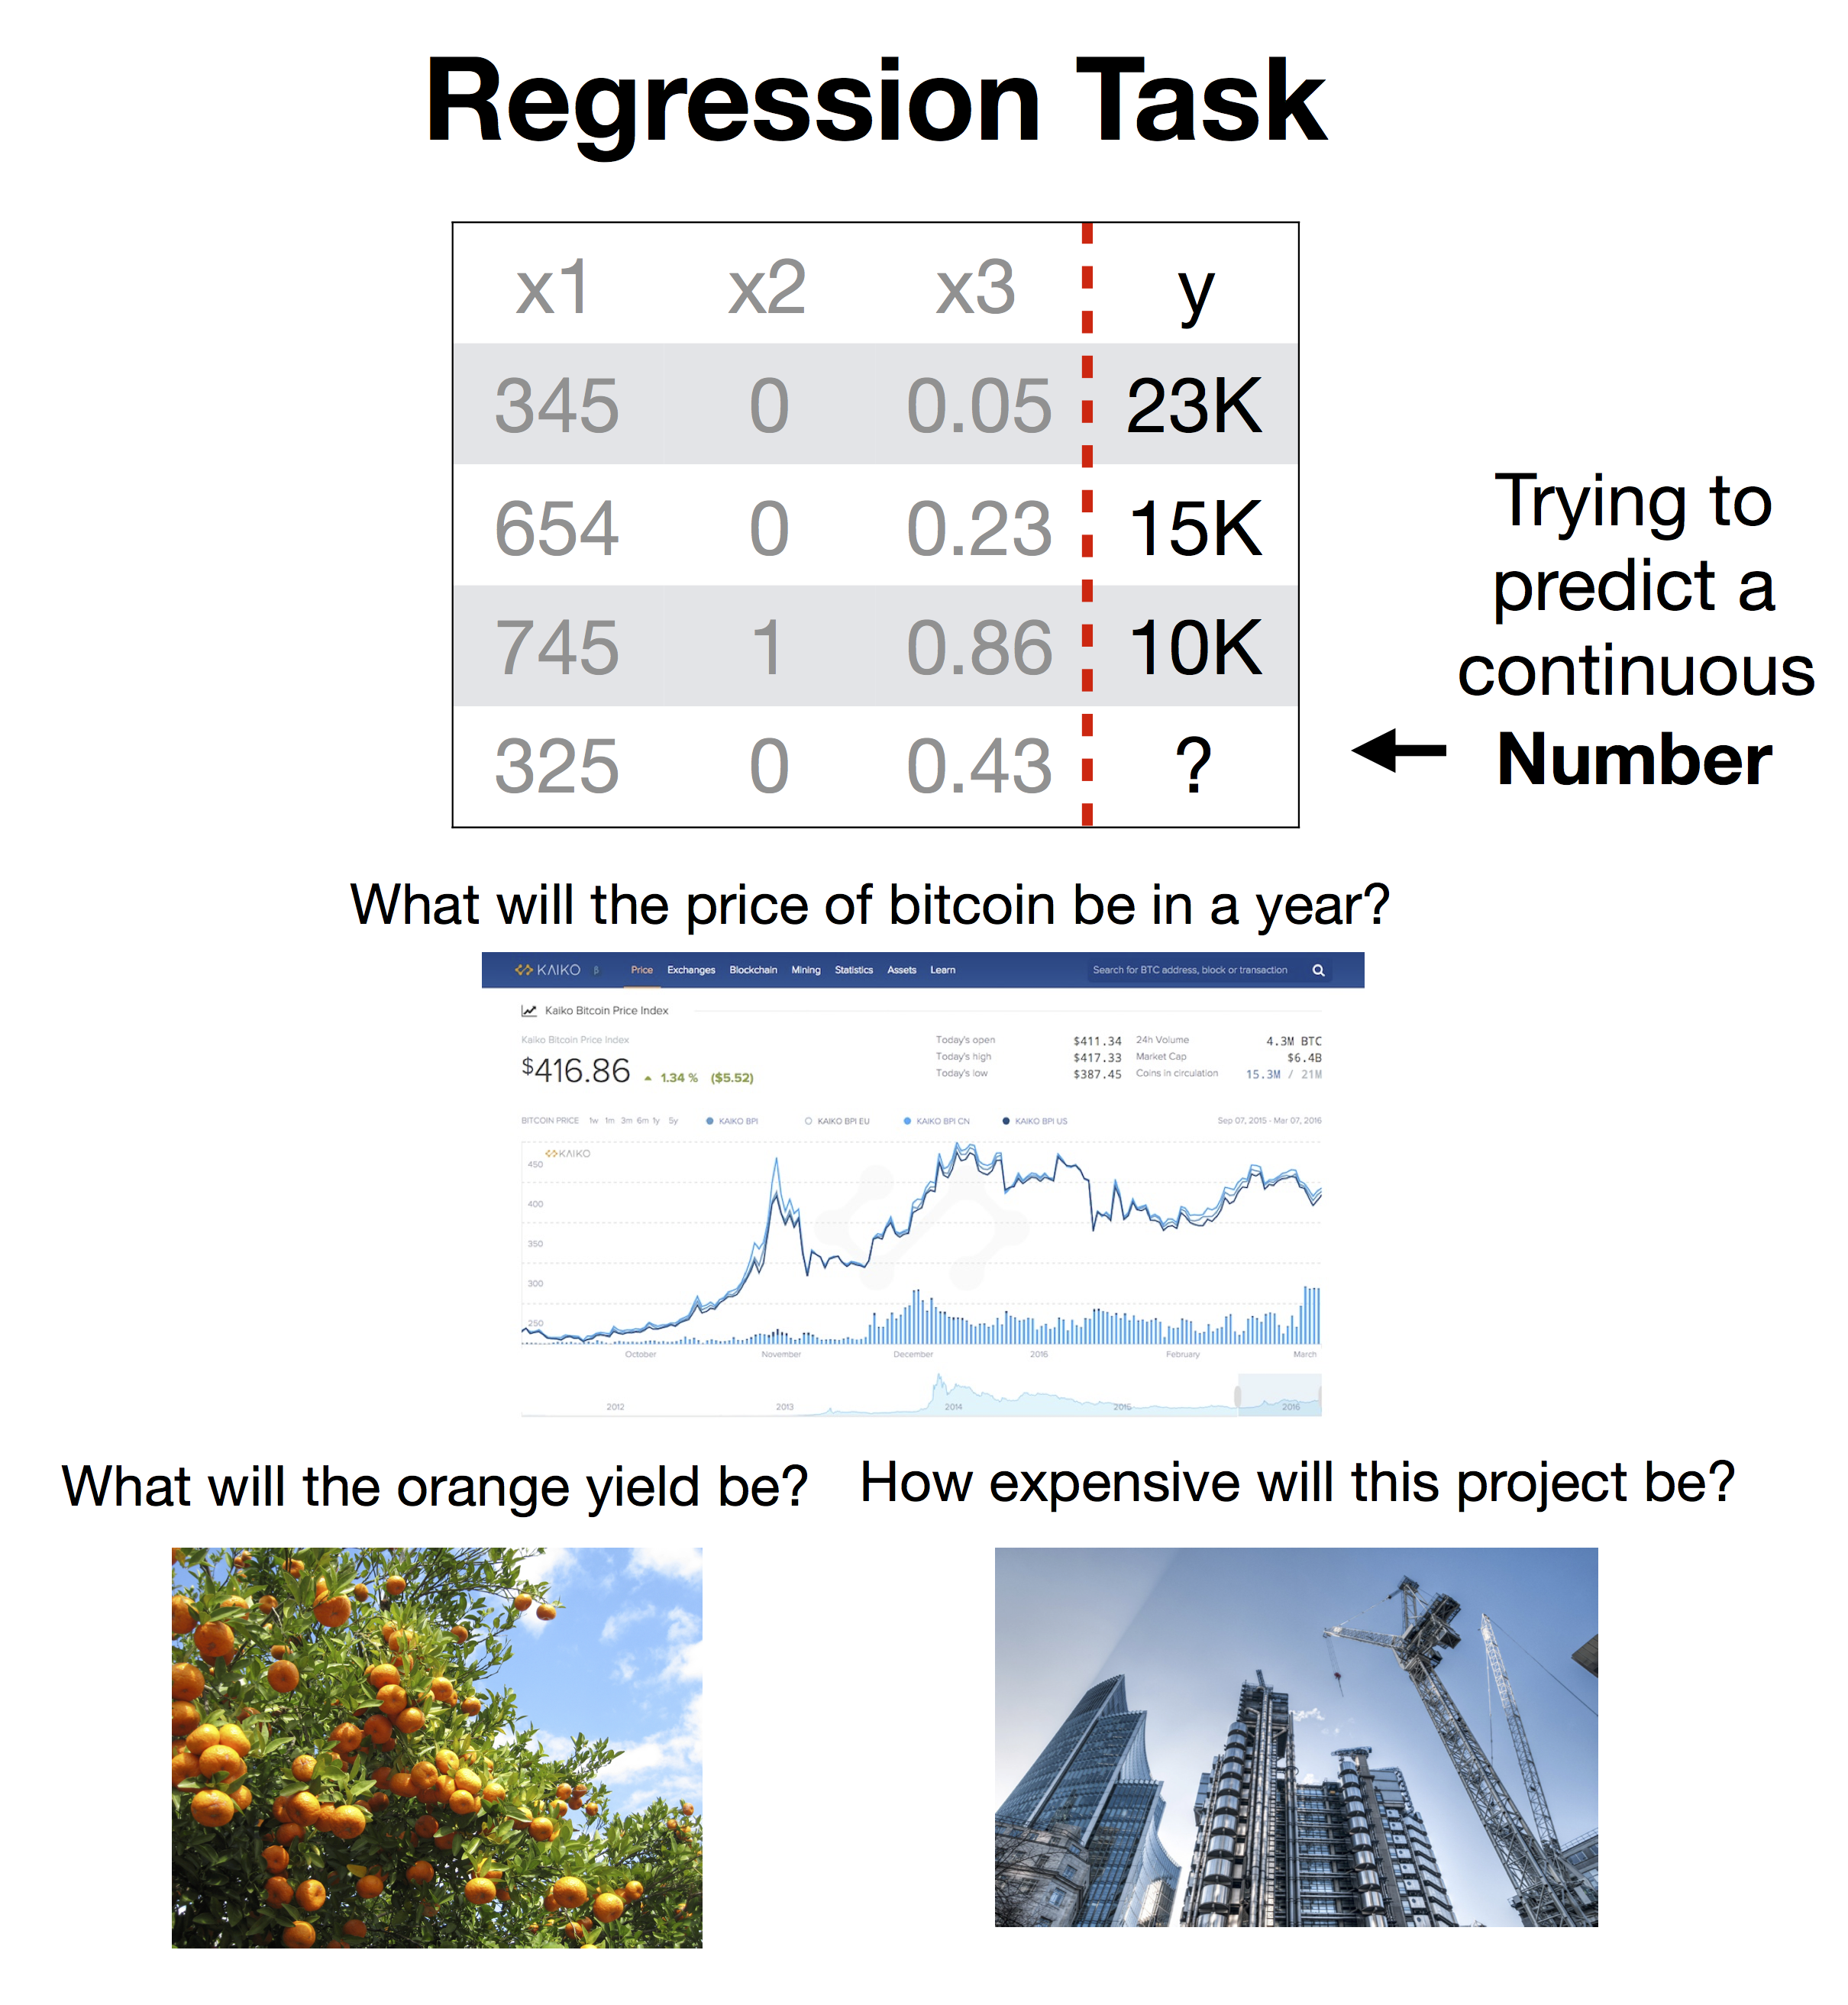 Regression Task
x1 x2 x3 y
345 0 0.05 23K
654 0 0.23 15K
745 1 0.86 10K
325 0 0.43 ?
Trying to
predict a
continuous
Number
What will the price of bitcoin be in a year?
KAIKO β Price Exchanges Blockchain Mining Statistics Assets Learn Search for BTC address, block or transaction
Kaiko Bitcoin Price Index
Kaiko Bitcoin Price Index
$416.86 1.34 % ($5.52)
Today's open $411.34 24h Volume 4.3M BTC
Today's high $417.33 Market Cap $6.4B
Today's low $387.45 Coins in circulation 15.3M / 21M
BITCOIN PRICE 1w 1m 3m 6m 1y 5y KAIKO BPI KAIKO BPI EU KAIKO BPI CN KAIKO BPI US Sep 07, 2015 - Mar 07, 2016
KAIKO
450
400
350
300
250
October November December 2016 February March
2012 2013 2014 2015 2016
What will the orange yield be?
How expensive will this project be?